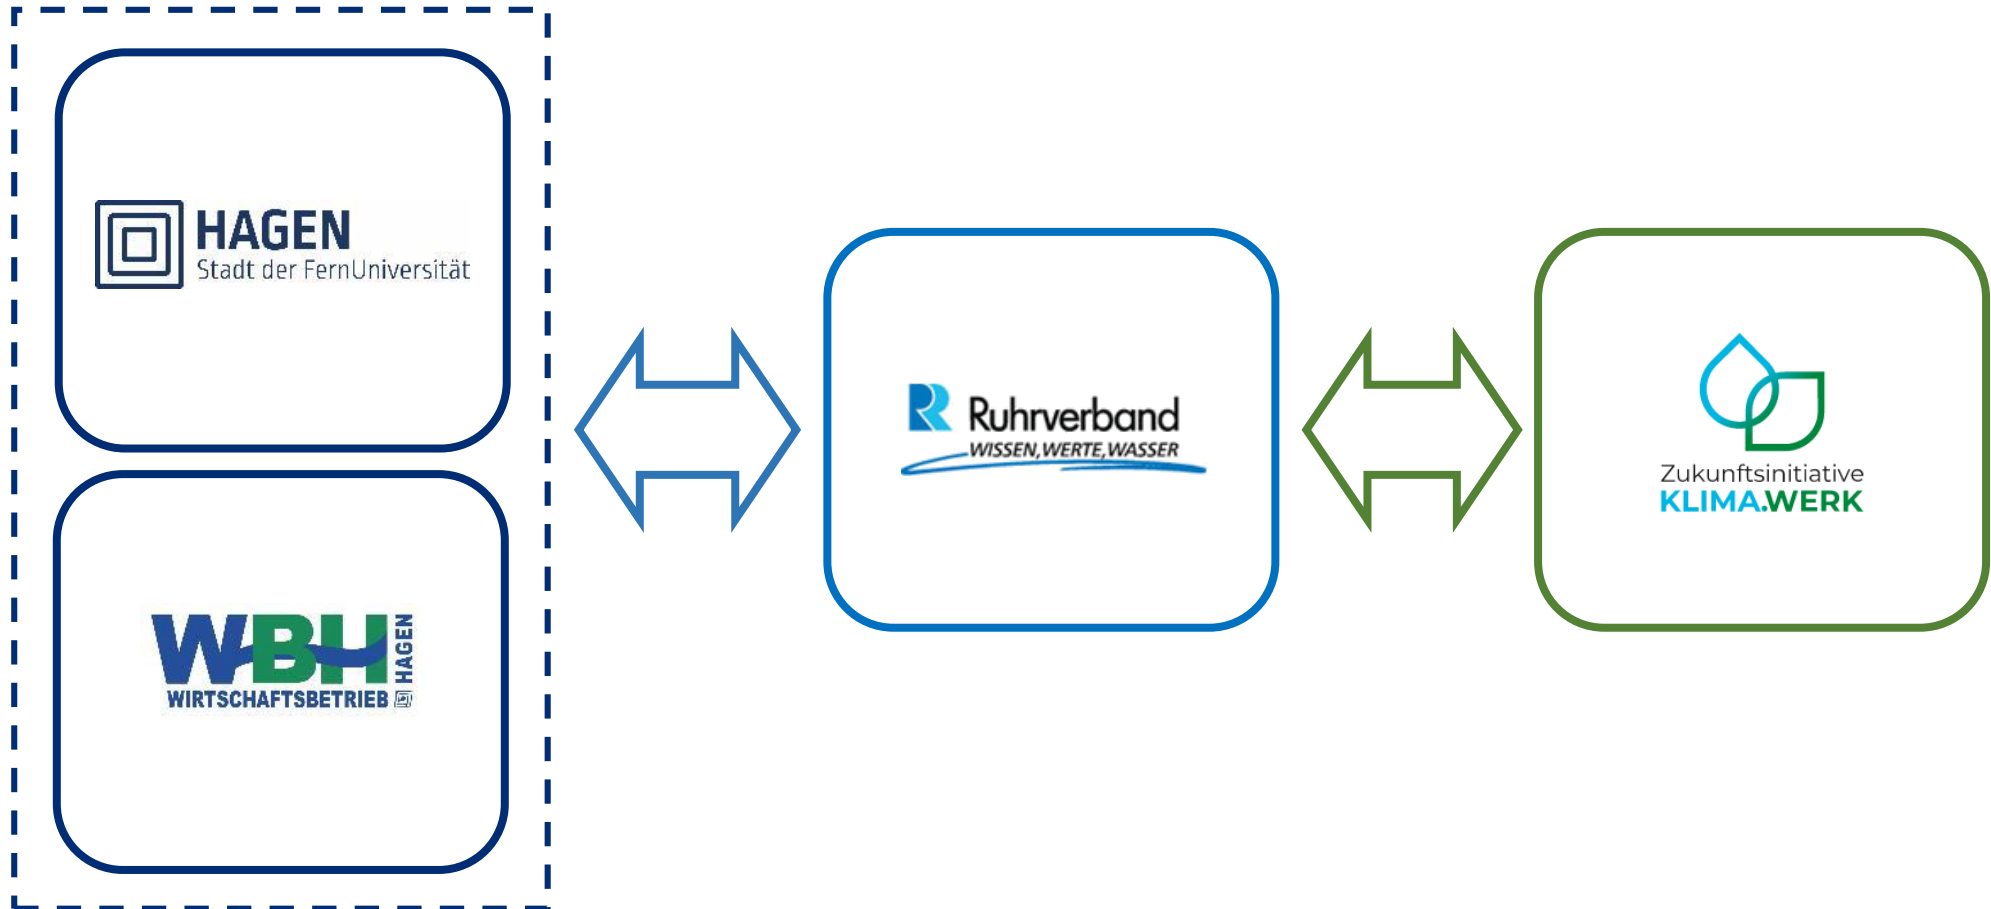 HAGEN
Stadt der FernUniversität
WBH
HAGEN
WIRTSCHAFTSBETRIEB
Ruhrverband
WISSEN, WERTE, WASSER
Zukunftsinitiative
KLIMA.WERK